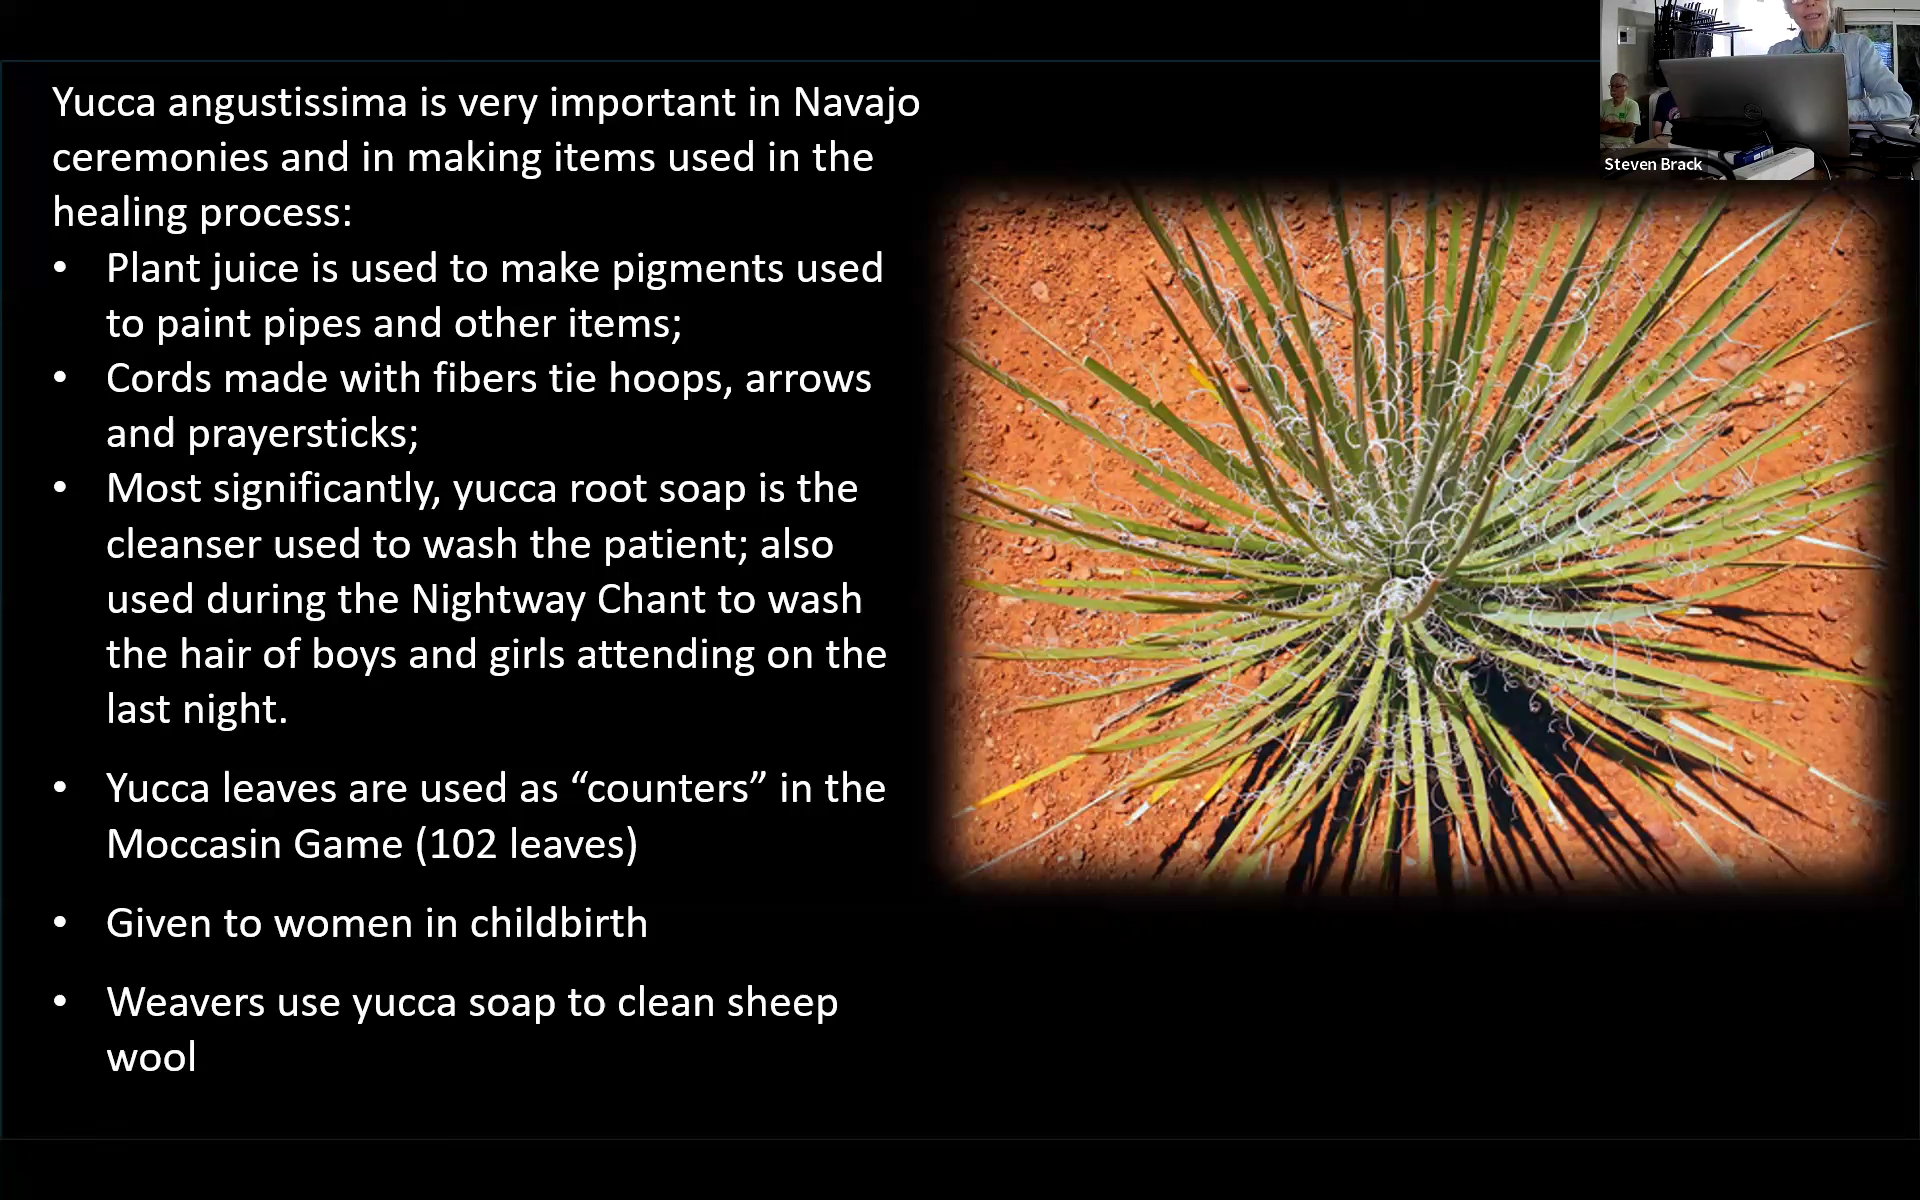 Yucca angustissima is very important in Navajo
ceremonies and in making items used in the
healing process:
• Plant juice is used to make pigments used
to paint pipes and other items;
• Cords made with fibers tie hoops, arrows
and prayersticks;
• Most significantly, yucca root soap is the
cleanser used to wash the patient; also
used during the Nightway Chant to wash
the hair of boys and girls attending on the
last night.
• Yucca leaves are used as “counters” in the
Moccasin Game (102 leaves)
• Given to women in childbirth
• Weavers use yucca soap to clean sheep
wool
Steven Brack